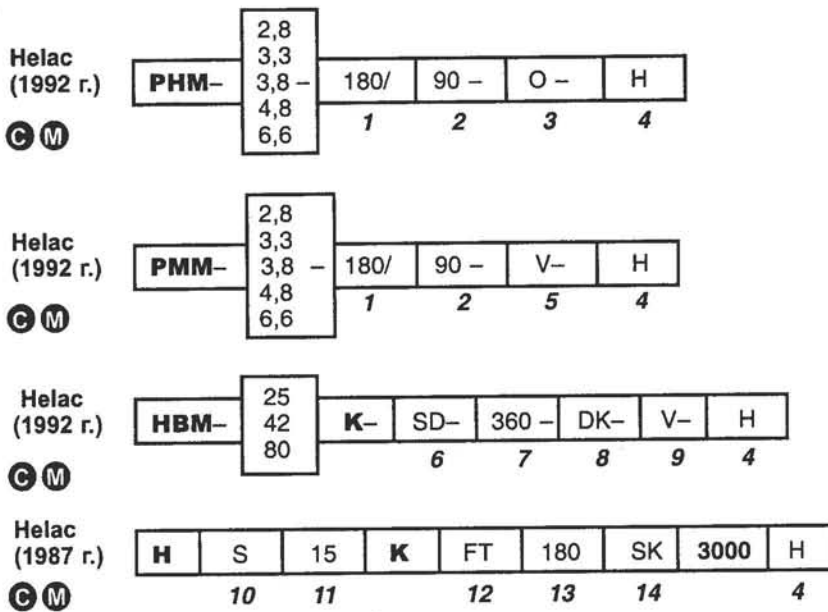 Helac
(1992 г.)
C M
PHM–
2,8
3,3
3,8 –
4,8
6,6
180/ 90 – O – H
1 2 3 4
Helac
(1992 г.)
C M
PMM–
2,8
3,3
3,8 –
4,8
6,6
180/ 90 – V– H
1 2 5 4
Helac
(1992 г.)
C M
HBM–
25
42
80
K– SD– 360 – DK– V– H
6 7 8 9 4
Helac
(1987 г.)
C M
H S 15 K FT 180 SK 3000 H
10 11 12 13 14 4